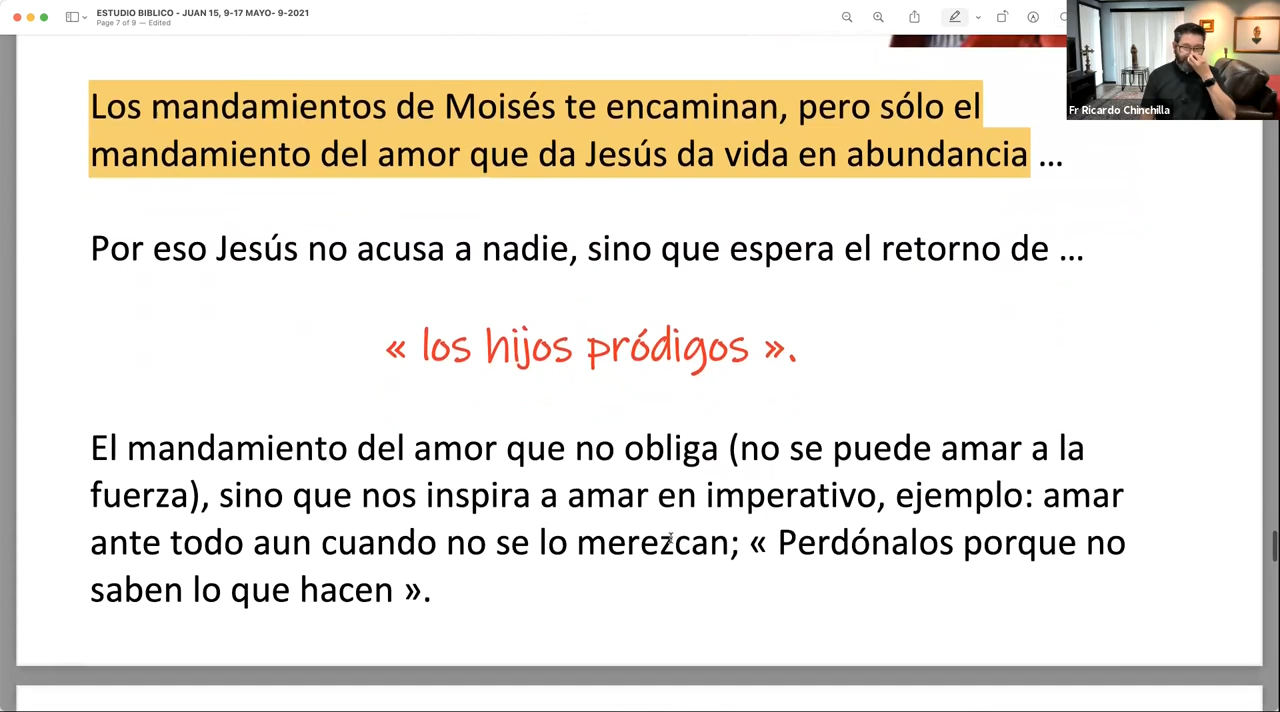 ESTUDIO BIBLICO - JUAN 15, 9-17 MAYO- 9-2021
Page 7 of 9 — Edited
Fr Ricardo Chinchilla
Los mandamientos de Moisés te encaminan, pero sólo el
mandamiento del amor que da Jesús da vida en abundancia ...
Por eso Jesús no acusa a nadie, sino que espera el retorno de ...
« los hijos pródigos ».
El mandamiento del amor que no obliga (no se puede amar a la
fuerza), sino que nos inspira a amar en imperativo, ejemplo: amar
ante todo aun cuando no se lo merezcan; « Perdónalos porque no
saben lo que hacen ».